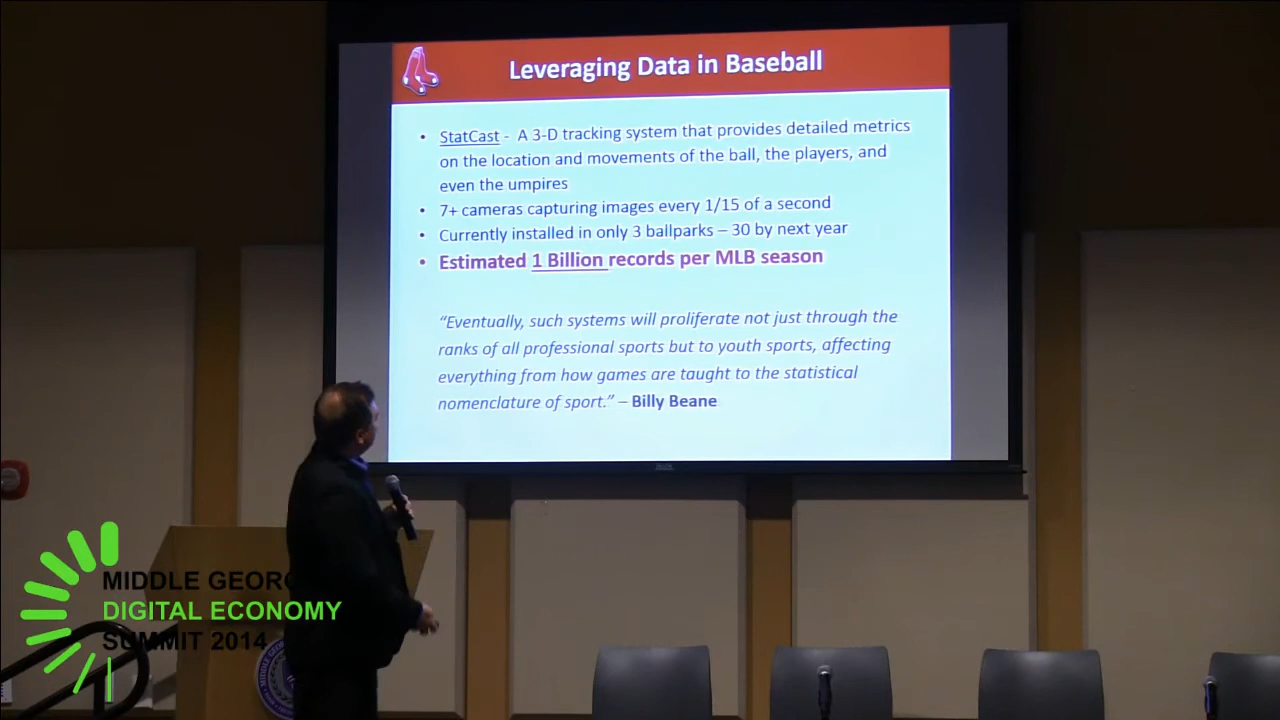 Leveraging Data in Baseball
• StatCast - A 3-D tracking system that provides detailed metrics
on the location and movements of the ball, the players, and
even the umpires
• 7+ cameras capturing images every 1/15 of a second
• Currently installed in only 3 ballparks – 30 by next year
• Estimated 1 Billion records per MLB season
“Eventually, such systems will proliferate not just through the
ranks of all professional sports but to youth sports, affecting
everything from how games are taught to the statistical
nomenclature of sport.” – Billy Beane
MIDDLE GEORG
DIGITAL ECONOMY
SUMMIT 2014